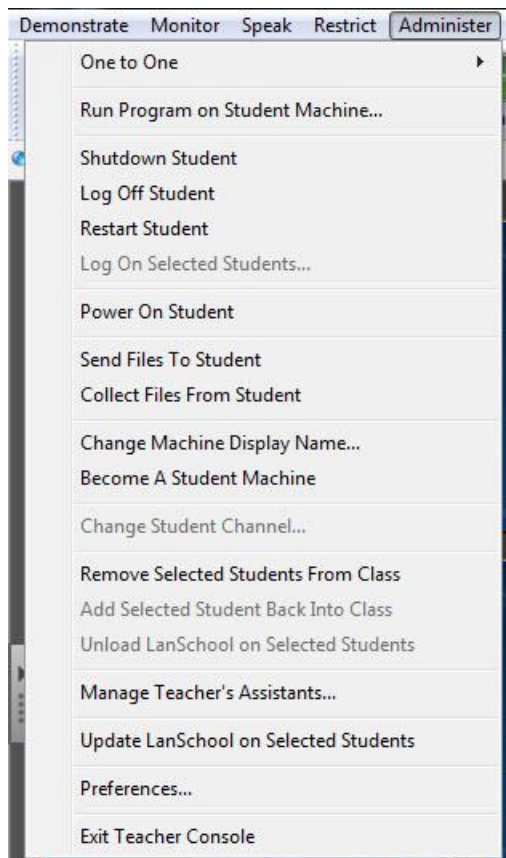 Demonstrate Monitor Speak Restrict Administer
One to One
Run Program on Student Machine...
Shutdown Student
Log Off Student
Restart Student
Log On Selected Students...
Power On Student
Send Files To Student
Collect Files From Student
Change Machine Display Name...
Become A Student Machine
Change Student Channel...
Remove Selected Students From Class
Add Selected Student Back Into Class
Unload LanSchool on Selected Students
Manage Teacher's Assistants...
Update LanSchool on Selected Students
Preferences...
Exit Teacher Console